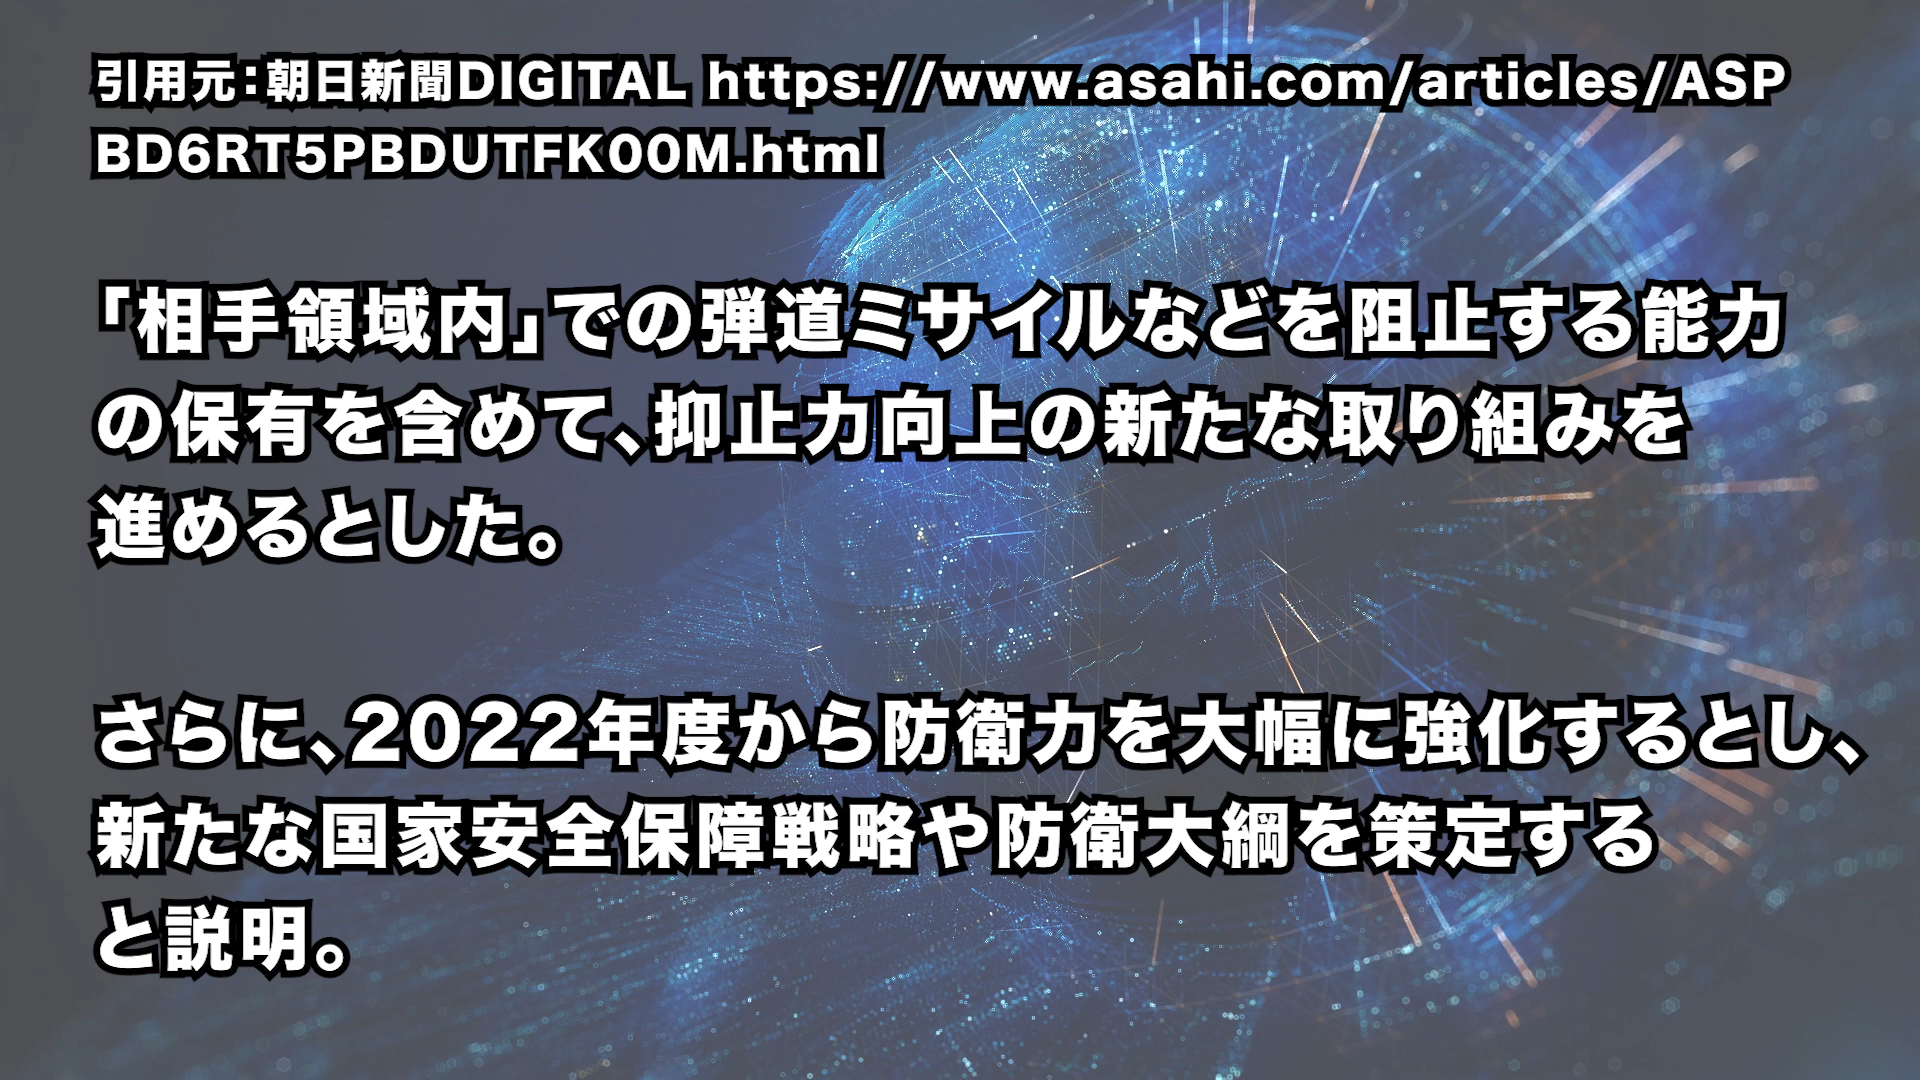 引用元：朝日新聞DIGITAL https://www.asahi.com/articles/ASP
BD6RT5PBDUTFK00M.html
「相手領域内」での弾道ミサイルなどを阻止する能力
の保有を含めて、抑止力向上の新たな取り組みを
進めるとした。
さらに、2022年度から防衛力を大幅に強化するとし、
新たな国家安全保障戦略や防衛大綱を策定する
と説明。